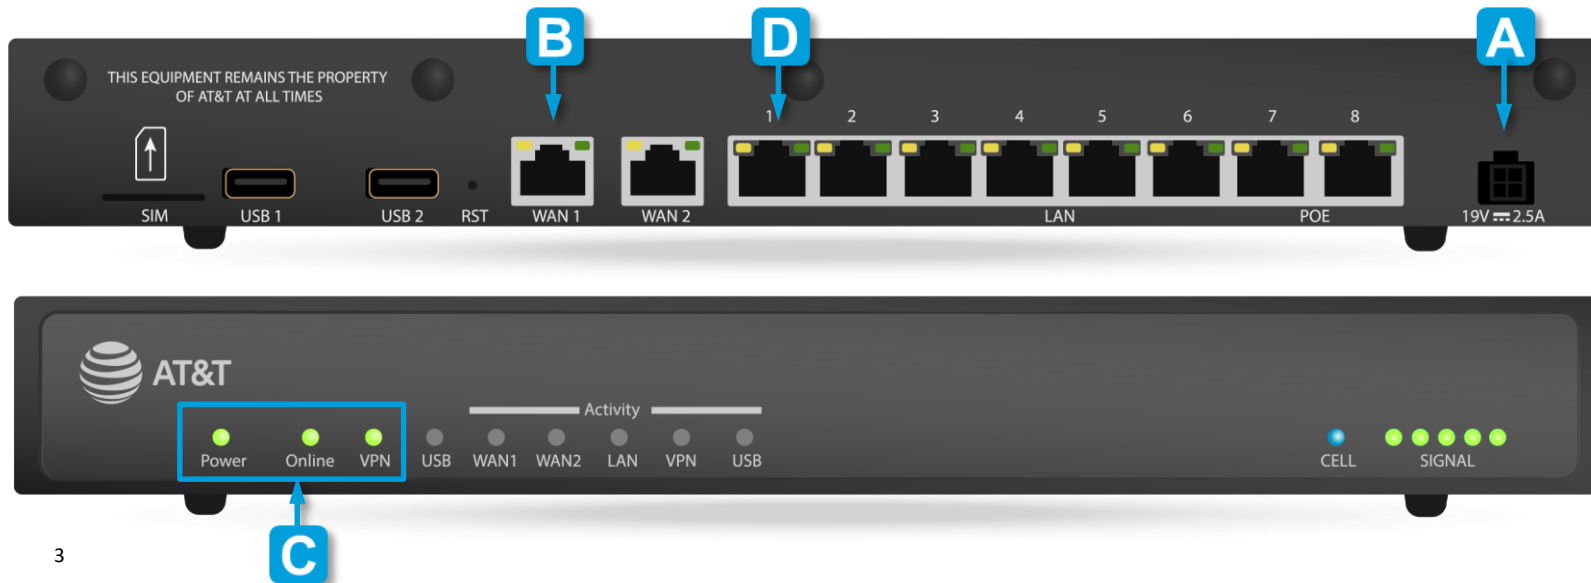 B
D
A
THIS EQUIPMENT REMAINS THE PROPERTY
OF AT&T AT ALL TIMES
1 2 3 4 5 6 7 8
SIM USB 1 USB 2 RST WAN 1 WAN 2 LAN POE 19V 2.5A
AT&T
Activity
Power Online VPN USB WAN1 WAN2 LAN VPN USB CELL SIGNAL
C
3